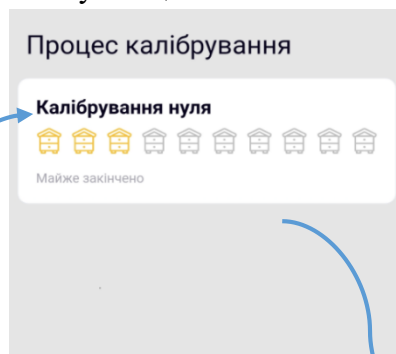 Процес калібрування
Калібрування нуля
Майже закінчено